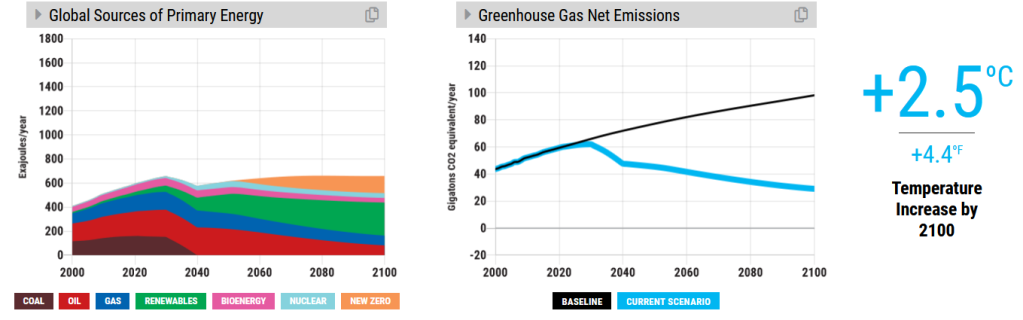 Global Sources of Primary Energy
1800
1600
1400
1200
1000
800
600
400
200
0
Exajoules/year
2000
2020
2040
2060
2080
2100
COAL
OIL
GAS
RENEWABLES
BIOENERGY
NUCLEAR
NEW ZERO
Greenhouse Gas Net Emissions
140
120
100
80
60
40
20
0
-20
Gigatons CO2 equivalent/year
2000
2020
2040
2060
2080
2100
BASELINE
CURRENT SCENARIO
+2.5°C
+4.4°F
Temperature
Increase by
2100